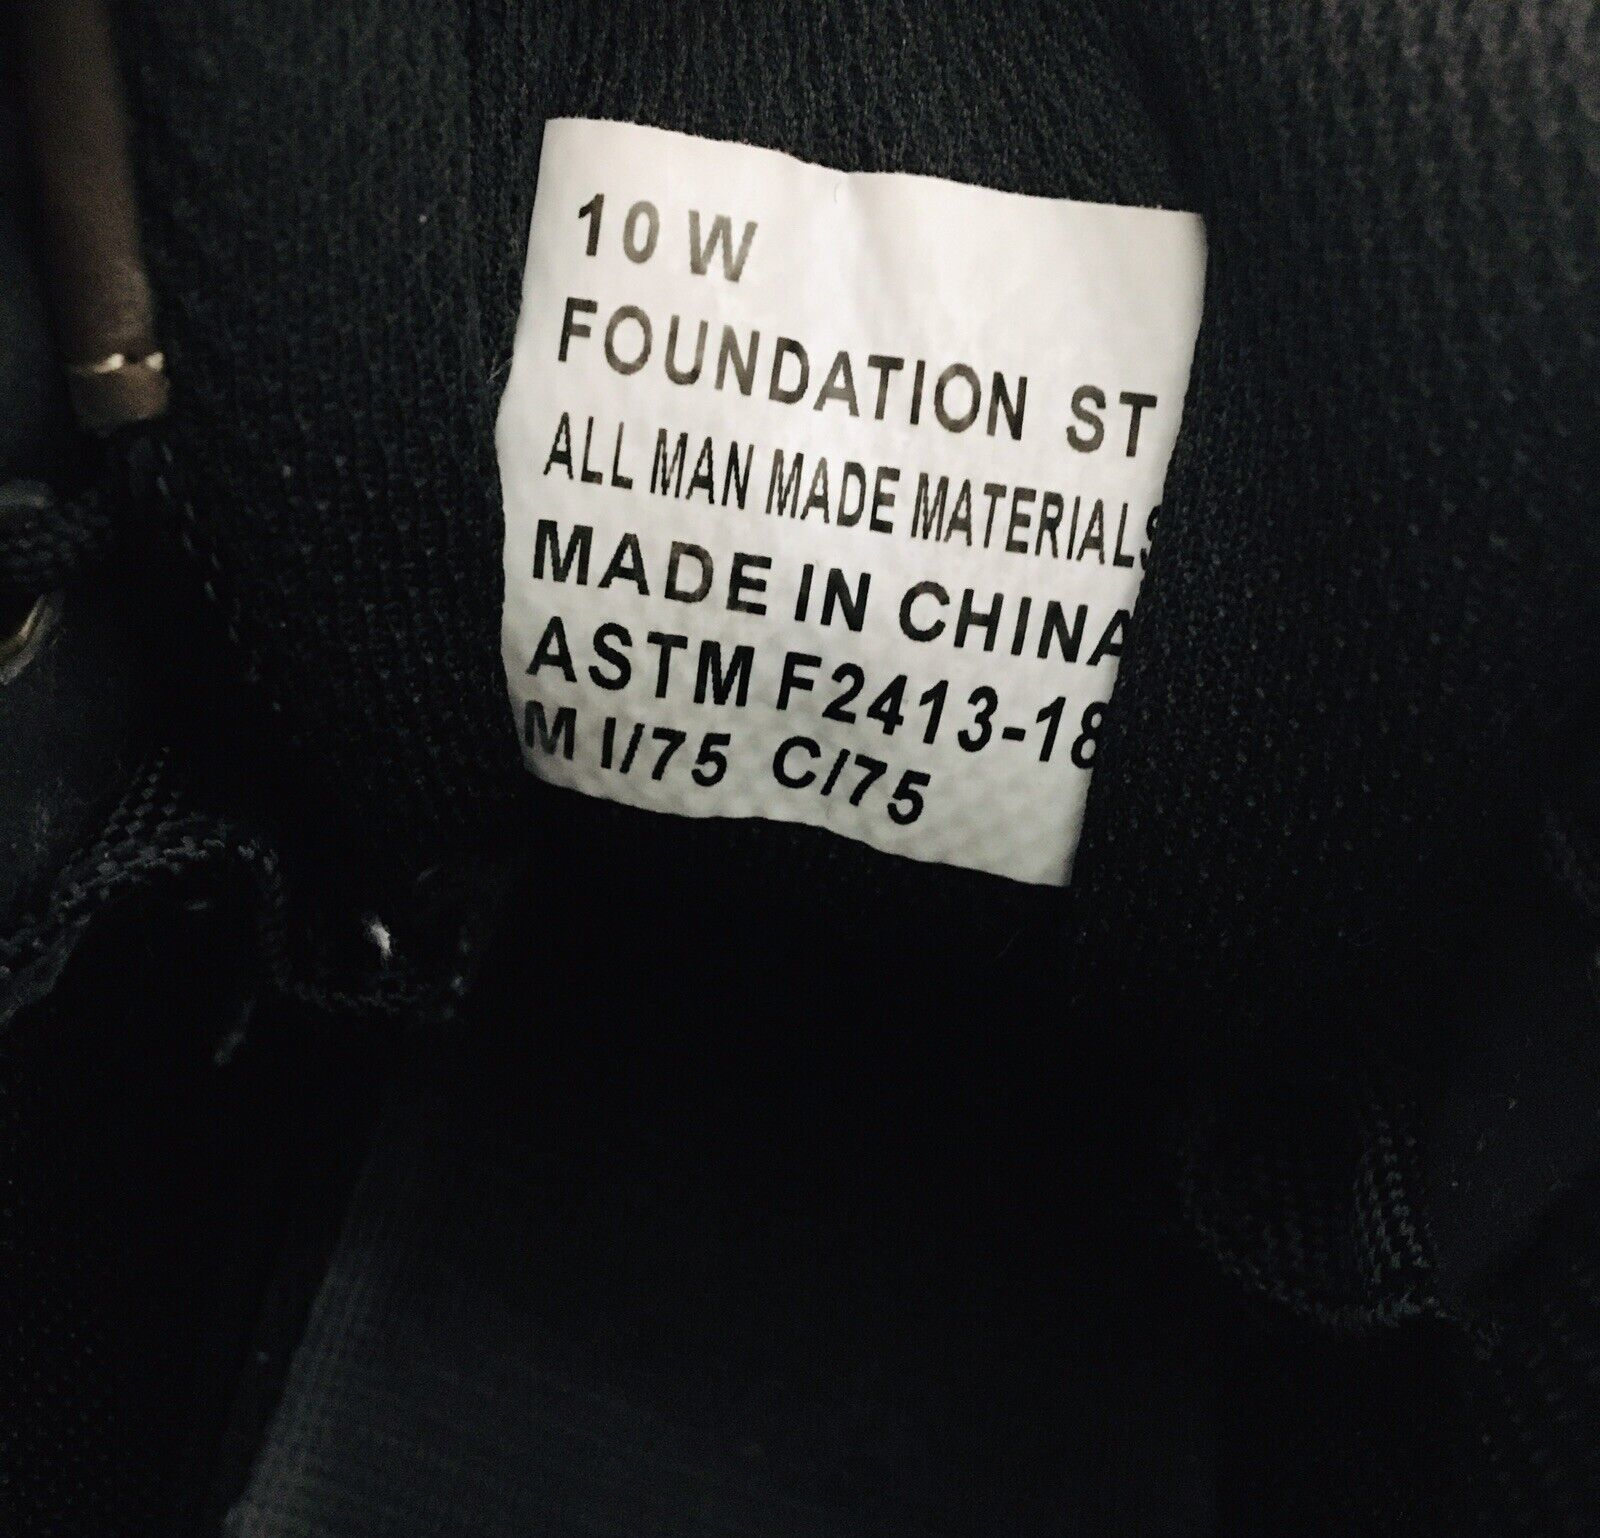 10 W
FOUNDATION ST
ALL MAN MADE MATERIALS
MADE IN CHINA
ASTM F2413-18
M I/75 C/75